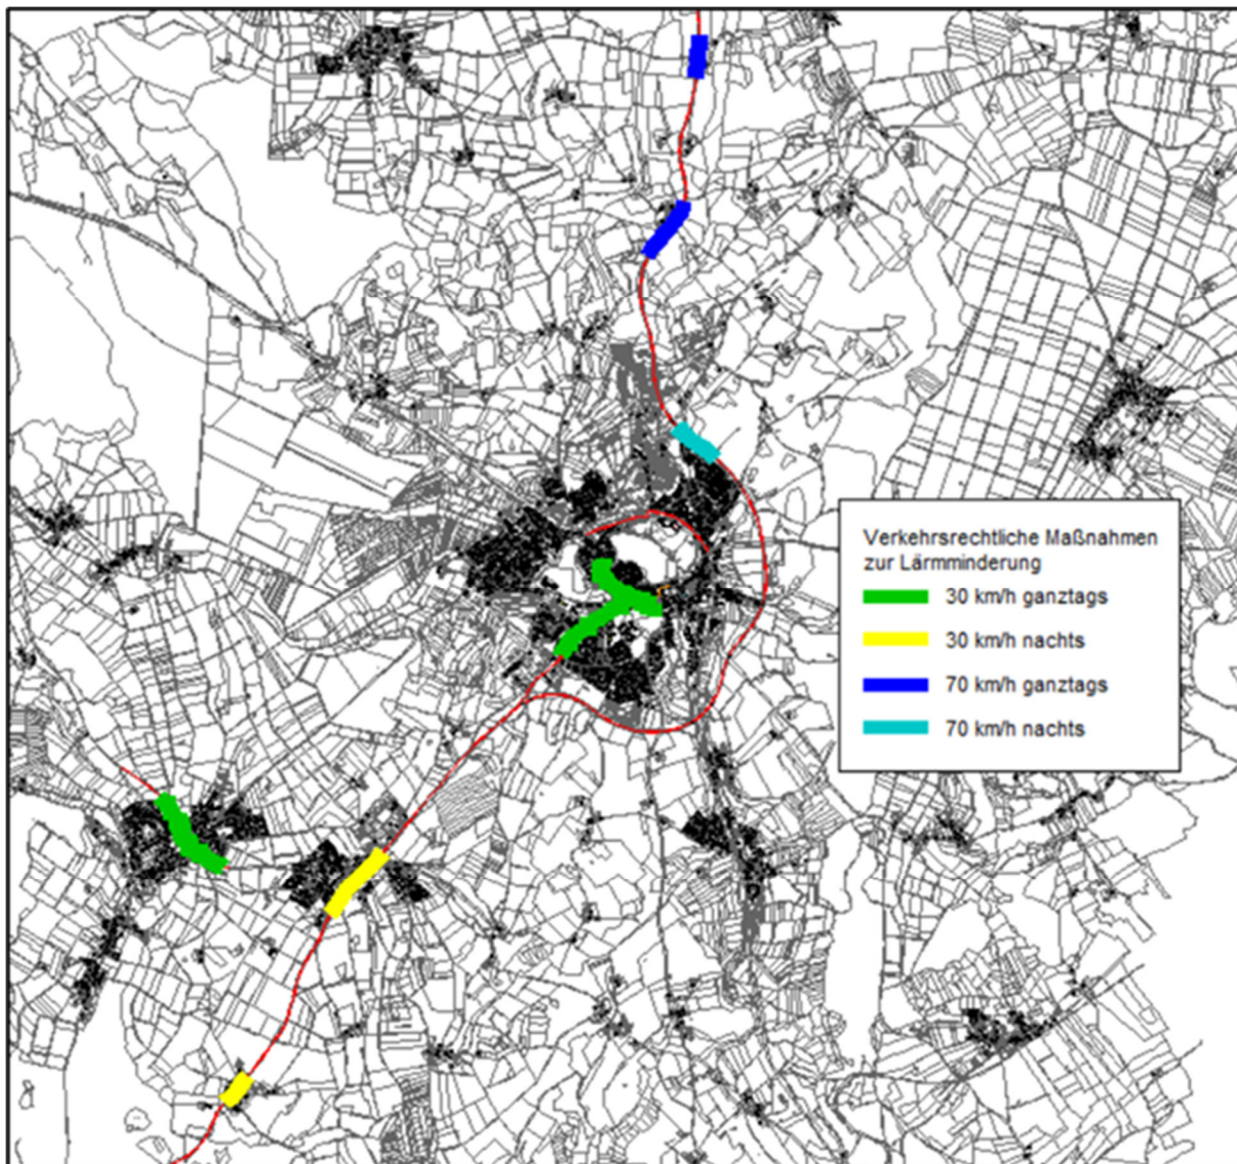 Verkehrsrechtliche Maßnahmen
zur Lärmminderung
30 km/h ganztags
30 km/h nachts
70 km/h ganztags
70 km/h nachts